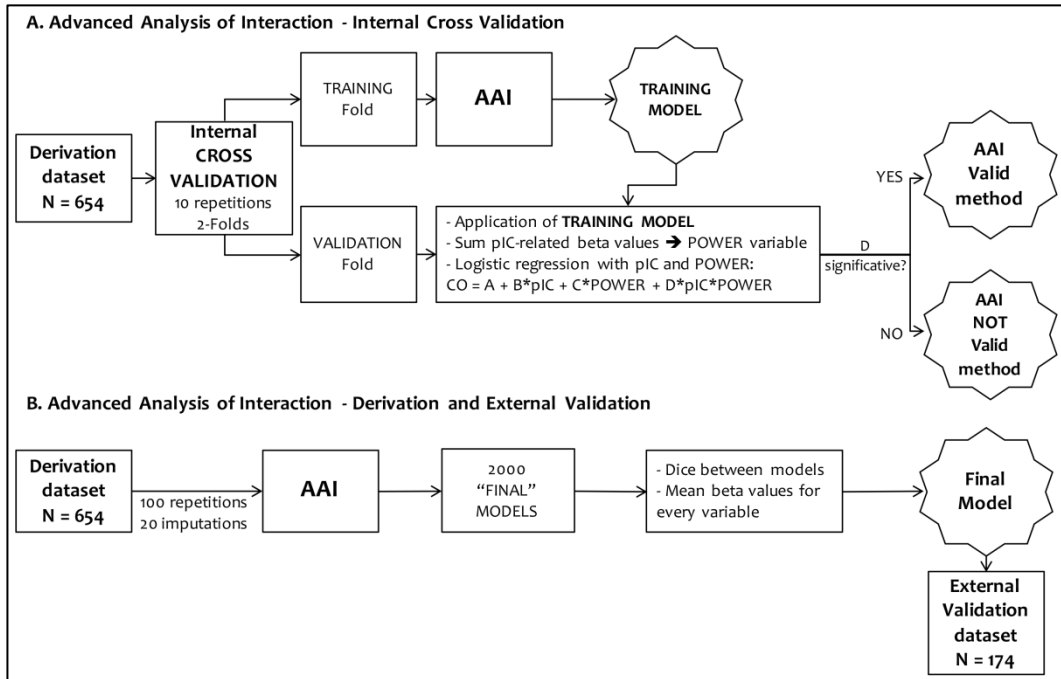 A. Advanced Analysis of Interaction - Internal Cross Validation
Derivation
dataset
N = 654
Internal
CROSS
VALIDATION
10 repetitions
2-Folds
TRAINING
Fold
AAI
TRAINING
MODEL
VALIDATION
Fold
- Application of TRAINING MODEL
- Sum pIC-related beta values ➔ POWER variable
- Logistic regression with pIC and POWER:
CO = A + B*pIC + C*POWER + D*pIC*POWER
D
significative?
YES
AAI
Valid
method
NO
AAI
NOT
Valid
method
B. Advanced Analysis of Interaction - Derivation and External Validation
Derivation
dataset
N = 654
100 repetitions
20 imputations
AAI
2000
“FINAL”
MODELS
- Dice between models
- Mean beta values for
every variable
Final
Model
External
Validation
dataset
N = 174